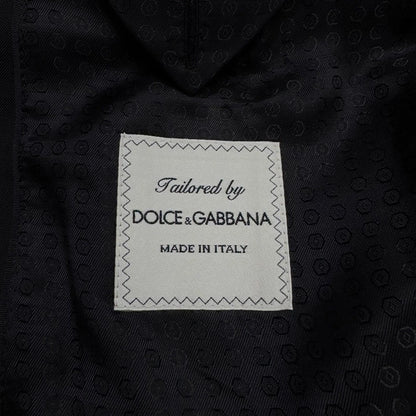 Tailored by
DOLCE & GABBANA
MADE IN ITALY